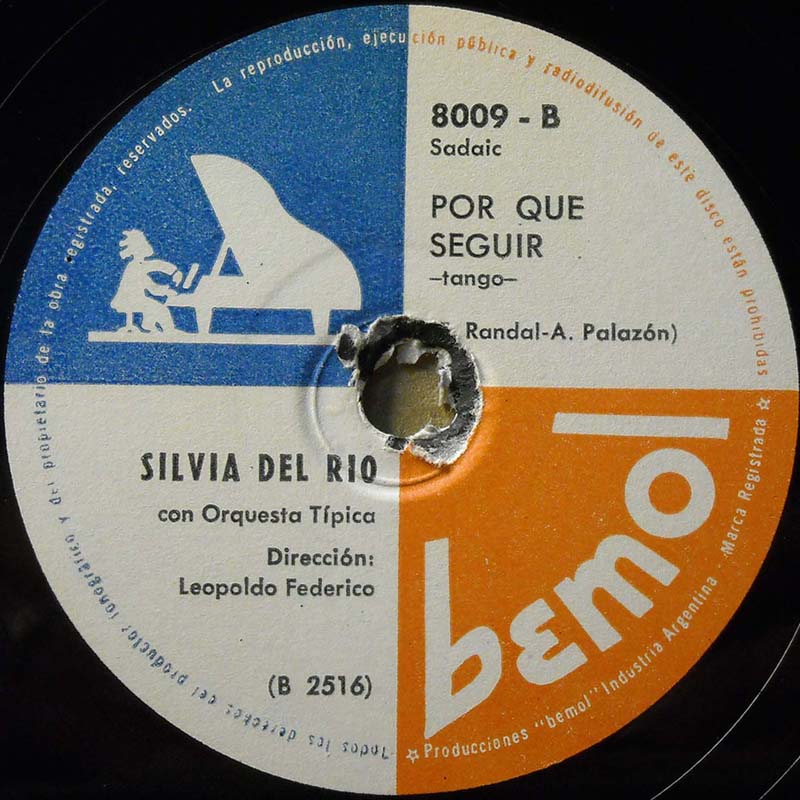 8009 - B
Sadaic
POR QUE
SEGUIR
-tango-
Randal-A. Palazón)
SILVIA DEL RIO
con Orquesta Típica
Dirección:
Leopoldo Federico
(B 2516)
bemol
☆ Producciones "bemol" Industria Argentina - Marca Registrada ☆
Todos los derechos del productor fonográfico y del propietario de la obra registrada, reservados. La reproducción, ejecución pública y radiodifusión de este disco están prohibidas